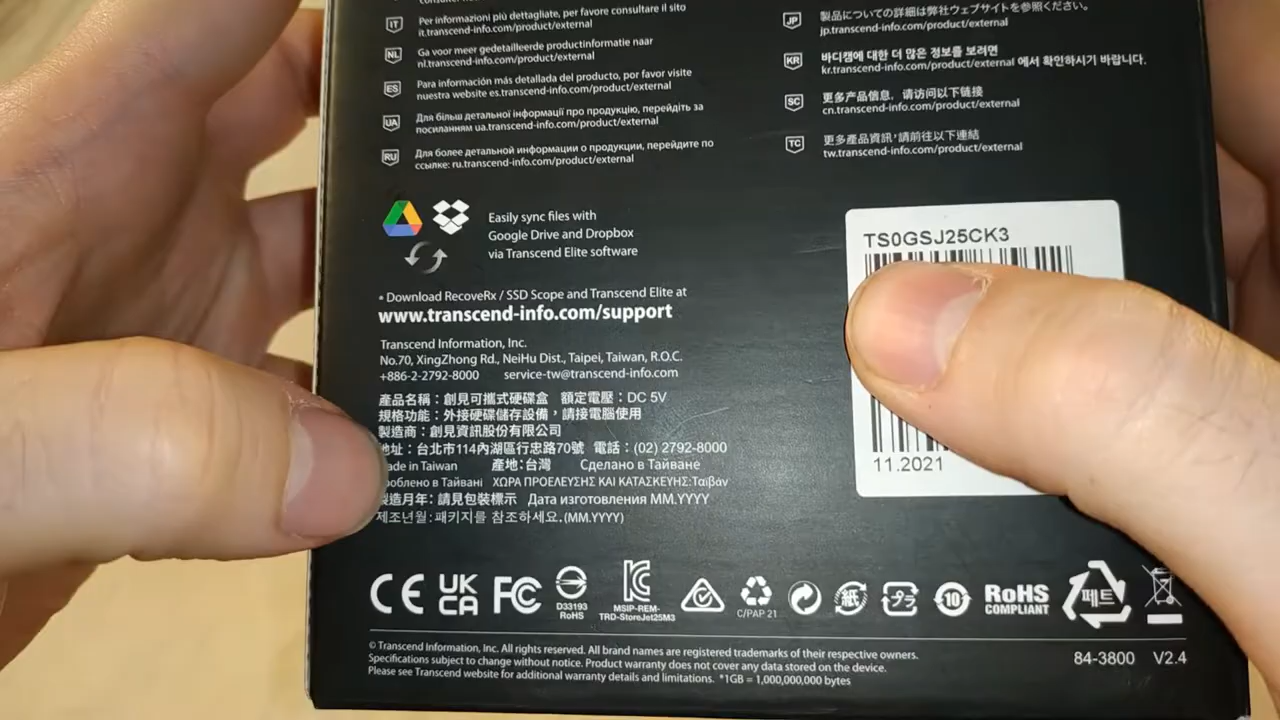 IT Per informazioni più dettagliate, per favore consultare il sito
it.transcend-info.com/product/external
NL Ga voor meer gedetailleerde productinformatie naar
nl.transcend-info.com/product/external
ES Para información más detallada del producto, por favor visite
nuestra website es.transcend-info.com/product/external
UA Для більш детальної інформації про продукцію, перейдіть за
посиланням ua.transcend-info.com/product/external
RU Для более детальной информации о продукции, перейдите по
ссылке: ru.transcend-info.com/product/external
JP 製品についての詳細は弊社ウェブサイトを参照ください。
jp.transcend-info.com/product/external
KR 바디캠에 대한 더 많은 정보를 보려면
kr.transcend-info.com/product/external 에서 확인하시기 바랍니다.
SC 更多产品信息，请访问以下链接
cn.transcend-info.com/product/external
TC 更多產品資訊，請前往以下連結
tw.transcend-info.com/product/external
Easily sync files with
Google Drive and Dropbox
via Transcend Elite software
• Download RecoveRx / SSD Scope and Transcend Elite at
www.transcend-info.com/support
Transcend Information, Inc.
No.70, XingZhong Rd., NeiHu Dist., Taipei, Taiwan, R.O.C.
+886-2-2792-8000 service-tw@transcend-info.com
產品名稱：創見可攜式硬碟盒 額定電壓：DC 5V
規格功能：外接硬碟儲存設備，請接電腦使用
製造商：創見資訊股份有限公司
地址：台北市114內湖區行忠路70號 電話：(02) 2792-8000
ade in Taiwan 產地:台灣 Сделано в Тайване
роблено в Тайвані ΧΩΡΑ ΠΡΟΕΛΕΥΣΗΣ ΚΑΙ ΚΑΤΑΣΚΕΥΗΣ:Ταϊβάν
製造月年: 請見包裝標示 Дата изготовления MM.YYYY
제조년월:패키지를 참조하세요.(MM.YYYY)
TS0GSJ25CK3
11.2021
CE UK CA FC
D33193
RoHS
MSIP-REM-
TRD-StoreJet25M3
C/PAP 21
紙
プラ
10
RoHS
COMPLIANT
페트
© Transcend Information, Inc. All rights reserved. All brand names are registered trademarks of their respective owners.
Specifications subject to change without notice. Product warranty does not cover any data stored on the device.
Please see Transcend website for additional warranty details and limitations. *1GB = 1,000,000,000 bytes
84-3800 V2.4